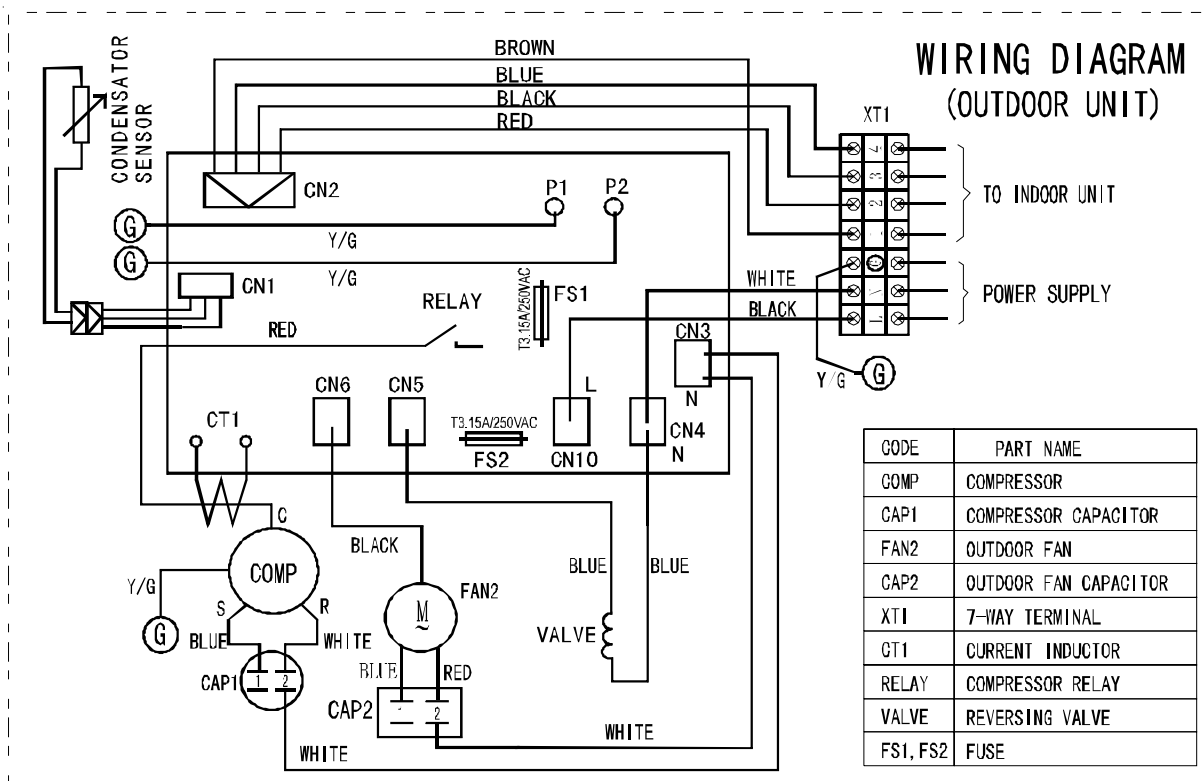 WIRING DIAGRAM
(OUTDOOR UNIT)
BROWN
BLUE
BLACK
RED
CONDENSATOR
SENSOR
XT1
4
3
2
1
G
N
L
TO INDOOR UNIT
POWER SUPPLY
CN2
P1
P2
G
Y/G
G
Y/G
CN1
RELAY
T3.15A/250VAC
FS1
WHITE
BLACK
RED
CN3
N
Y/G
G
CN6
CN5
L
CT1
T3.15A/250VAC
FS2
CN10
CN4
N
C
COMP
Y/G
G
S
R
BLUE
WHITE
CAP1
1
2
BLACK
FAN2
M
~
BLUE
RED
CAP2
1
2
BLUE
BLUE
VALVE
WHITE
WHITE
CODE PART NAME
COMP COMPRESSOR
CAP1 COMPRESSOR CAPACITOR
FAN2 OUTDOOR FAN
CAP2 OUTDOOR FAN CAPACITOR
XT1 7-WAY TERMINAL
CT1 CURRENT INDUCTOR
RELAY COMPRESSOR RELAY
VALVE REVERSING VALVE
FS1, FS2 FUSE